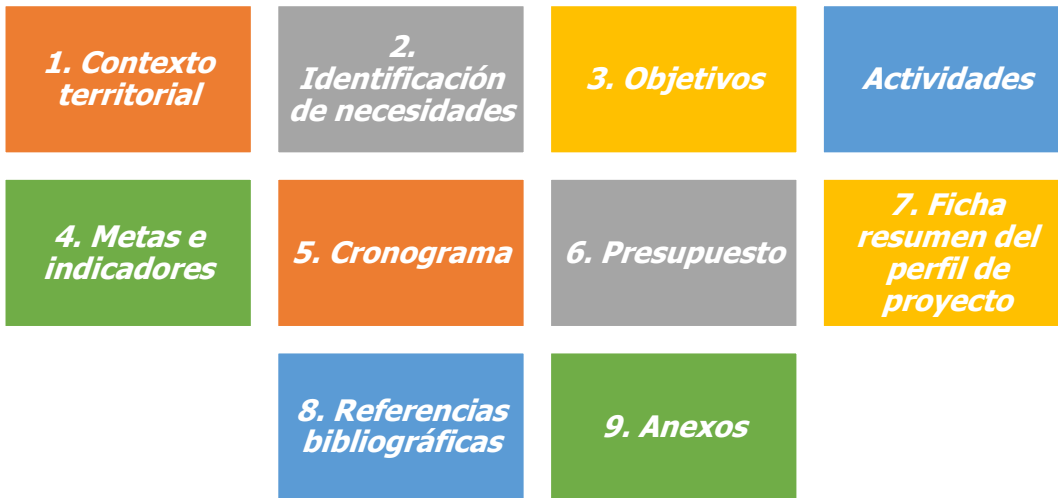 1. Contexto
territorial
2.
Identificación
de necesidades
3. Objetivos
Actividades
4. Metas e
indicadores
5. Cronograma
6. Presupuesto
7. Ficha
resumen del
perfil de
proyecto
8. Referencias
bibliográficas
9. Anexos